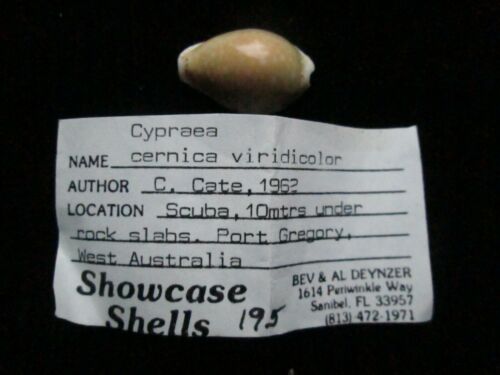 Cypraea
NAME cernica viridicolor
AUTHOR C. Cate, 1962
LOCATION Scuba, 10mtrs under
rock slabs. Port Gregory,
West Australia
Showcase
Shells 195
BEV & AL DEYNZER
1614 Periwinkle Way
Sanibel, FL 33957
(813) 472-1971